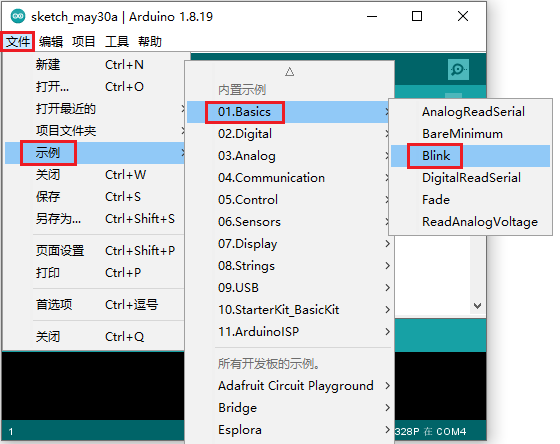 sketch_may30a | Arduino 1.8.19
文件 编辑 项目 工具 帮助
新建 Ctrl+N
打开... Ctrl+O
打开最近的
项目文件夹
示例
关闭 Ctrl+W
保存 Ctrl+S
另存为... Ctrl+Shift+S
页面设置 Ctrl+Shift+P
打印 Ctrl+P
首选项 Ctrl+逗号
关闭 Ctrl+Q
内置示例
01.Basics
02.Digital
03.Analog
04.Communication
05.Control
06.Sensors
07.Display
08.Strings
09.USB
10.StarterKit_BasicKit
11.ArduinoISP
所有开发板的示例。
Adafruit Circuit Playground
Bridge
Esplora
AnalogReadSerial
BareMinimum
Blink
DigitalReadSerial
Fade
ReadAnalogVoltage
1
328P 在 COM4